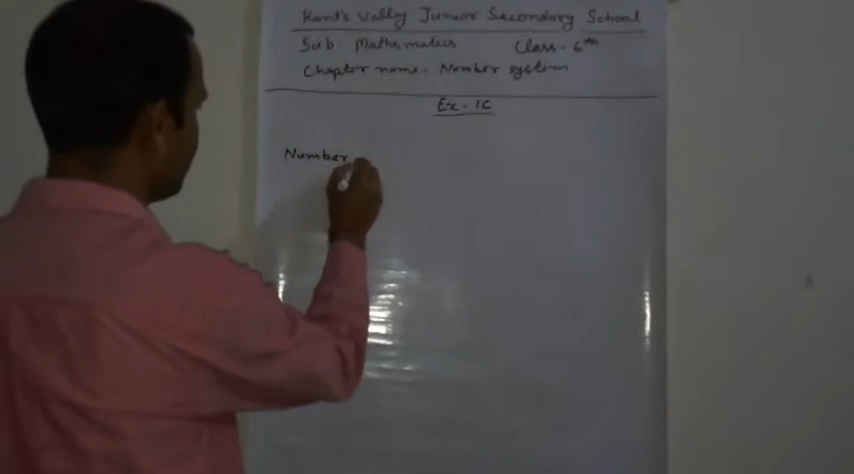 Kant's Valley Junior Secondary School
Sub: Mathematics Class - 6th
Chapter name - Number system
Ex - 1C
Number